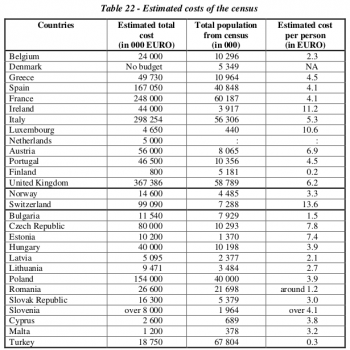 Table 22 - Estimated costs of the census
Countries Estimated total cost (in 000 EURO) Total population from census (in 000) Estimated cost per person (in EURO)
Belgium 24 000 10 296 2.3
Denmark No budget 5 349 NA
Greece 49 730 10 964 4.5
Spain 167 050 40 848 4.1
France 248 000 60 187 4.1
Ireland 44 000 3 917 11.2
Italy 298 254 56 306 5.3
Luxembourg 4 650 440 10.6
Netherlands 5 000 : :
Austria 56 000 8 065 6.9
Portugal 46 500 10 356 4.5
Finland 800 5 181 0.2
United Kingdom 367 386 58 789 6.2
Norway 14 600 4 485 3.3
Switzerland 99 090 7 288 13.6
Bulgaria 11 540 7 929 1.5
Czech Republic 80 000 10 293 7.8
Estonia 10 200 1 370 7.4
Hungary 40 000 10 198 3.9
Latvia 5 095 2 377 2.1
Lithuania 9 471 3 484 2.7
Poland 154 000 40 000 3.9
Romania 26 600 21 698 around 1.2
Slovak Republic 16 300 5 379 3.0
Slovenia over 8 000 1 964 over 4.1
Cyprus 2 600 689 3.8
Malta 1 200 378 3.2
Turkey 18 750 67 804 0.3